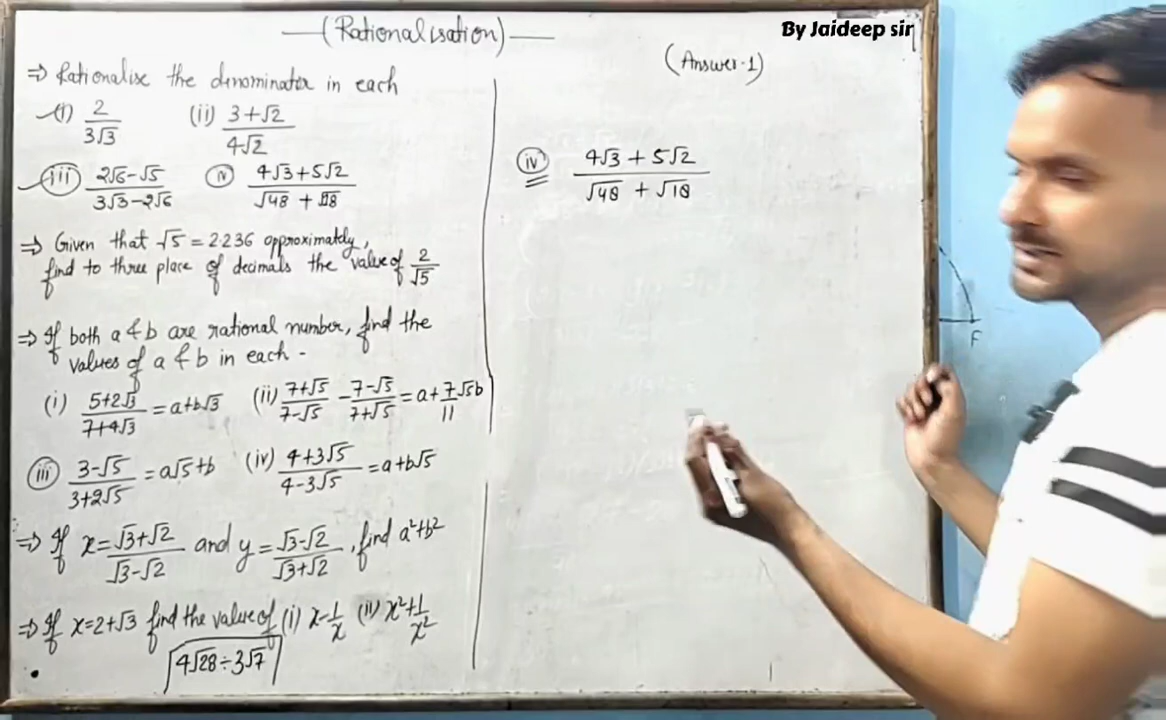 By Jaideep sir
(Rationalisation)
⇒ Rationalise the denominator in each
(i) 2/3√3 (ii) 3+√2/4√2
(iii) 2√6-√5/3√3-2√6 (iv) 4√3+5√2/√48+√18
⇒ Given that √5 = 2.236 approximately,
find to three place of decimals the value of 2/√5
⇒ If both a & b are rational number, find the
values of a & b in each -
(i) 5+2√3/7+4√3 = a+b√3 (ii) 7+√5/7-√5 - 7-√5/7+√5 = a+7/11√5b
(iii) 3-√5/3+2√5 = a√5+b (iv) 4+3√5/4-3√5 = a+b√5
⇒ If x = √3+√2/√3-√2 and y = √3-√2/√3+√2, find a²+b²
⇒ If x=2+√3 find the value of (i) x-1/x (ii) x²+1/x²
4√28÷3√7
(Answer-1)
(iv) 4√3+5√2/√48+√18
F